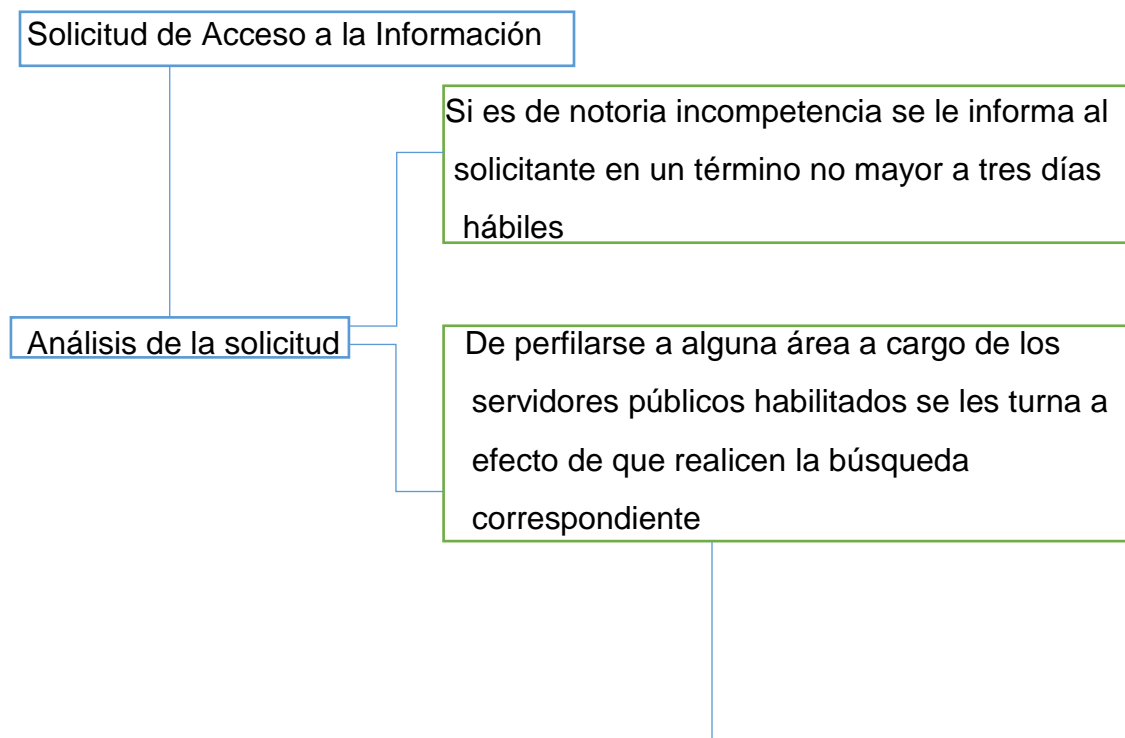 Solicitud de Acceso a la Información
Si es de notoria incompetencia se le informa al
solicitante en un término no mayor a tres días
hábiles
Análisis de la solicitud
De perfilarse a alguna área a cargo de los
servidores públicos habilitados se les turna a
efecto de que realicen la búsqueda
correspondiente